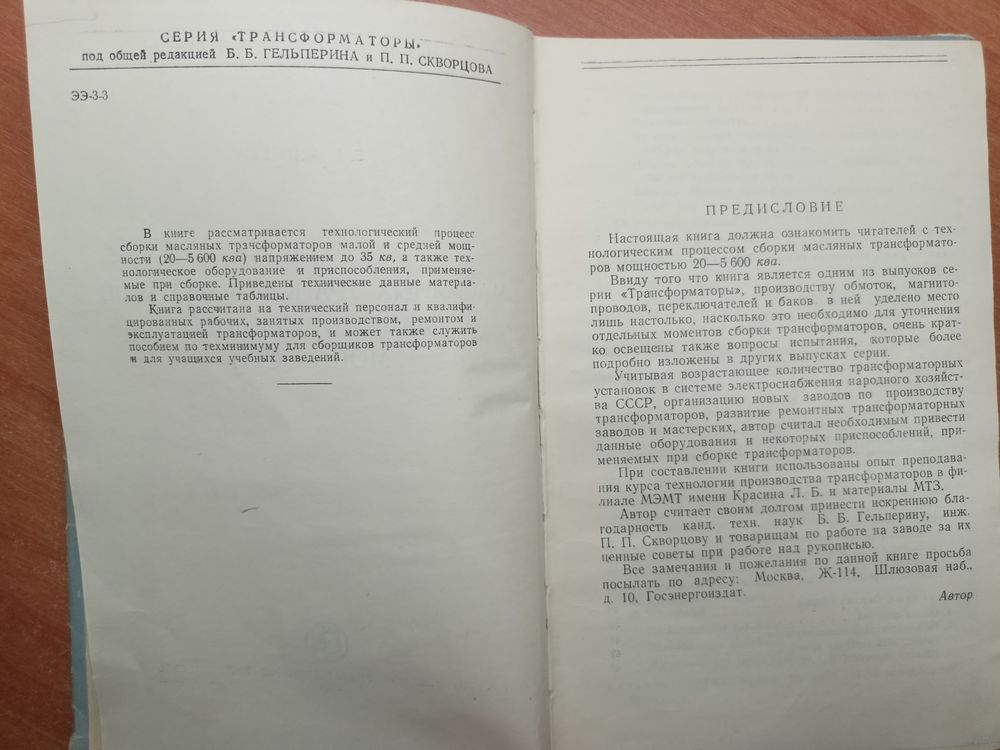 СЕРИЯ «ТРАНСФОРМАТОРЫ»
под общей редакцией Б. Б. ГЕЛЬПЕРИНА и П. П. СКВОРЦОВА
ЭЭ-3-3
В книге рассматривается технологический процесс
сборки масляных трансформаторов малой и средней мощ-
ности (20—5 600 ква) напряжением до 35 кв, а также тех-
нологическое оборудование и приспособления, применяе-
мые при сборке. Приведены технические данные материа-
лов и справочные таблицы.
Книга рассчитана на технический персонал и квалифи-
цированных рабочих, занятых производством, ремонтом и
эксплуатацией трансформаторов, и может также служить
пособием по техминимуму для сборщиков трансформаторов
и для учащихся учебных заведений.
ПРЕДИСЛОВИЕ
Настоящая книга должна ознакомить читателей с тех-
нологическим процессом сборки масляных трансформато-
ров мощностью 20—5 600 ква.
Ввиду того что книга является одним из выпусков се-
рии «Трансформаторы», производству обмоток, магнито-
проводов, переключателей и баков в ней уделено место
лишь настолько, насколько это необходимо для уточнения
отдельных моментов сборки трансформаторов, очень крат-
ко освещены также вопросы испытания, которые более
подробно изложены в других выпусках серии.
Учитывая возрастающее количество трансформаторных
установок в системе электроснабжения народного хозяйст-
ва СССР, организацию новых заводов по производству
трансформаторов, развитие ремонтных трансформаторных
заводов и мастерских, автор считал необходимым привести
данные оборудования и некоторых приспособлений, при-
меняемых при сборке трансформаторов.
При составлении книги использованы опыт преподава-
ния курса технологии производства трансформаторов в фи-
лиале МЭМТ имени Красина Л. Б. и материалы МТЗ.
Автор считает своим долгом принести искреннюю бла-
годарность канд. техн. наук Б. Б. Гельперину, инж.
П. П. Скворцову и товарищам по работе на заводе за их
ценные советы при работе над рукописью.
Все замечания и пожелания по данной книге просьба
посылать по адресу: Москва, Ж-114, Шлюзовая наб.,
д. 10, Госэнергоиздат.
Автор